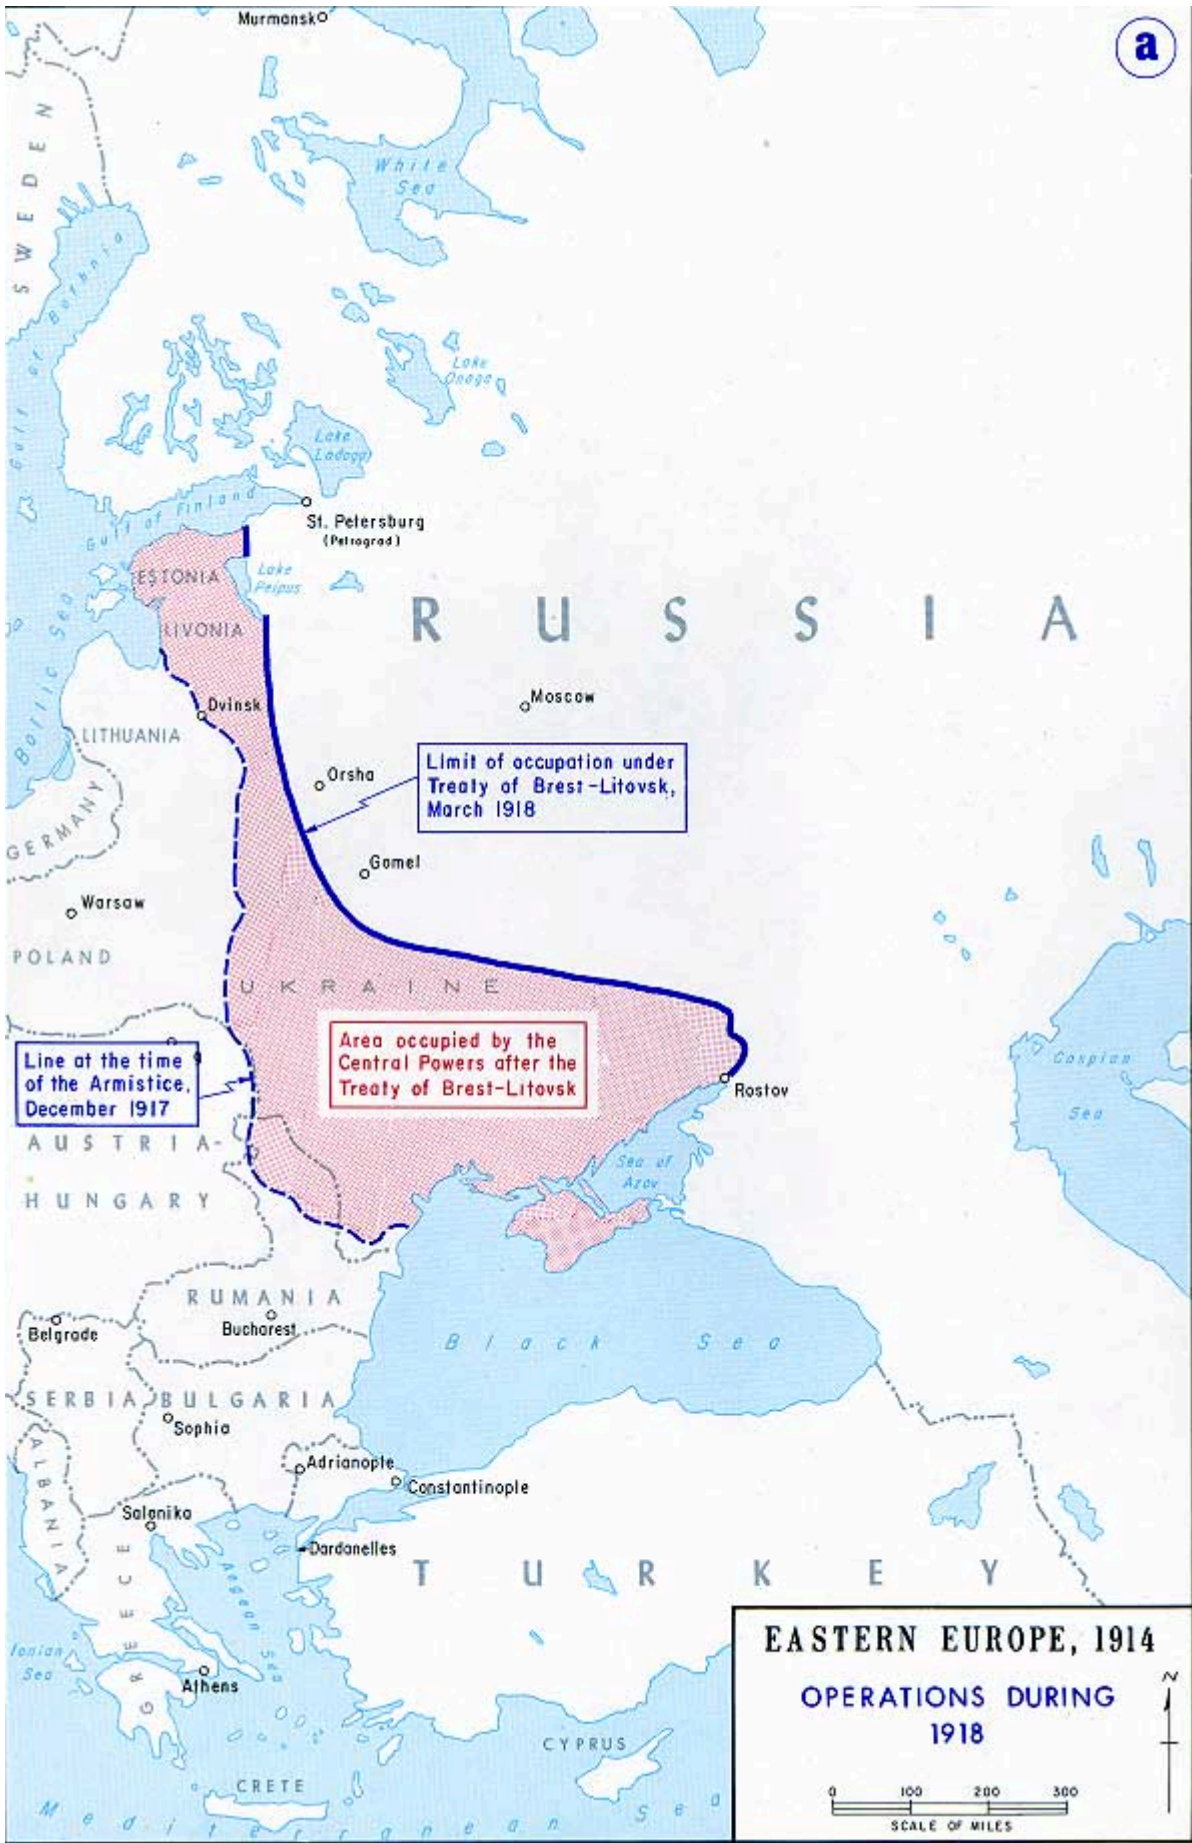 Murmansk
a
SWEDEN
White
Sea
Gulf of Bothnia
Lake
Onega
Lake
Ladoga
Gulf of Finland
St. Petersburg
(Petrograd)
ESTONIA
Lake
Peipus
Baltic Sea
LIVONIA
RUSSIA
Moscow
Dvinsk
LITHUANIA
Orsha
Limit of occupation under
Treaty of Brest-Litovsk,
March 1918
GERMANY
Gomel
Warsaw
POLAND
UKRAINE
Area occupied by the
Central Powers after the
Treaty of Brest-Litovsk
Line at the time
of the Armistice,
December 1917
Caspian
Sea
Rostov
AUSTRIA-
HUNGARY
Sea of
Azov
RUMANIA
Bucharest
Belgrade
Black Sea
SERBIA
BULGARIA
Sophia
ALBANIA
Adrianople
Constantinople
Salonika
Dardanelles
GREECE
Aegean Sea
TURKEY
Ionian
Sea
Athens
CYPRUS
CRETE
Mediterranean Sea
EASTERN EUROPE, 1914
OPERATIONS DURING
1918
N
0 100 200 300
SCALE OF MILES